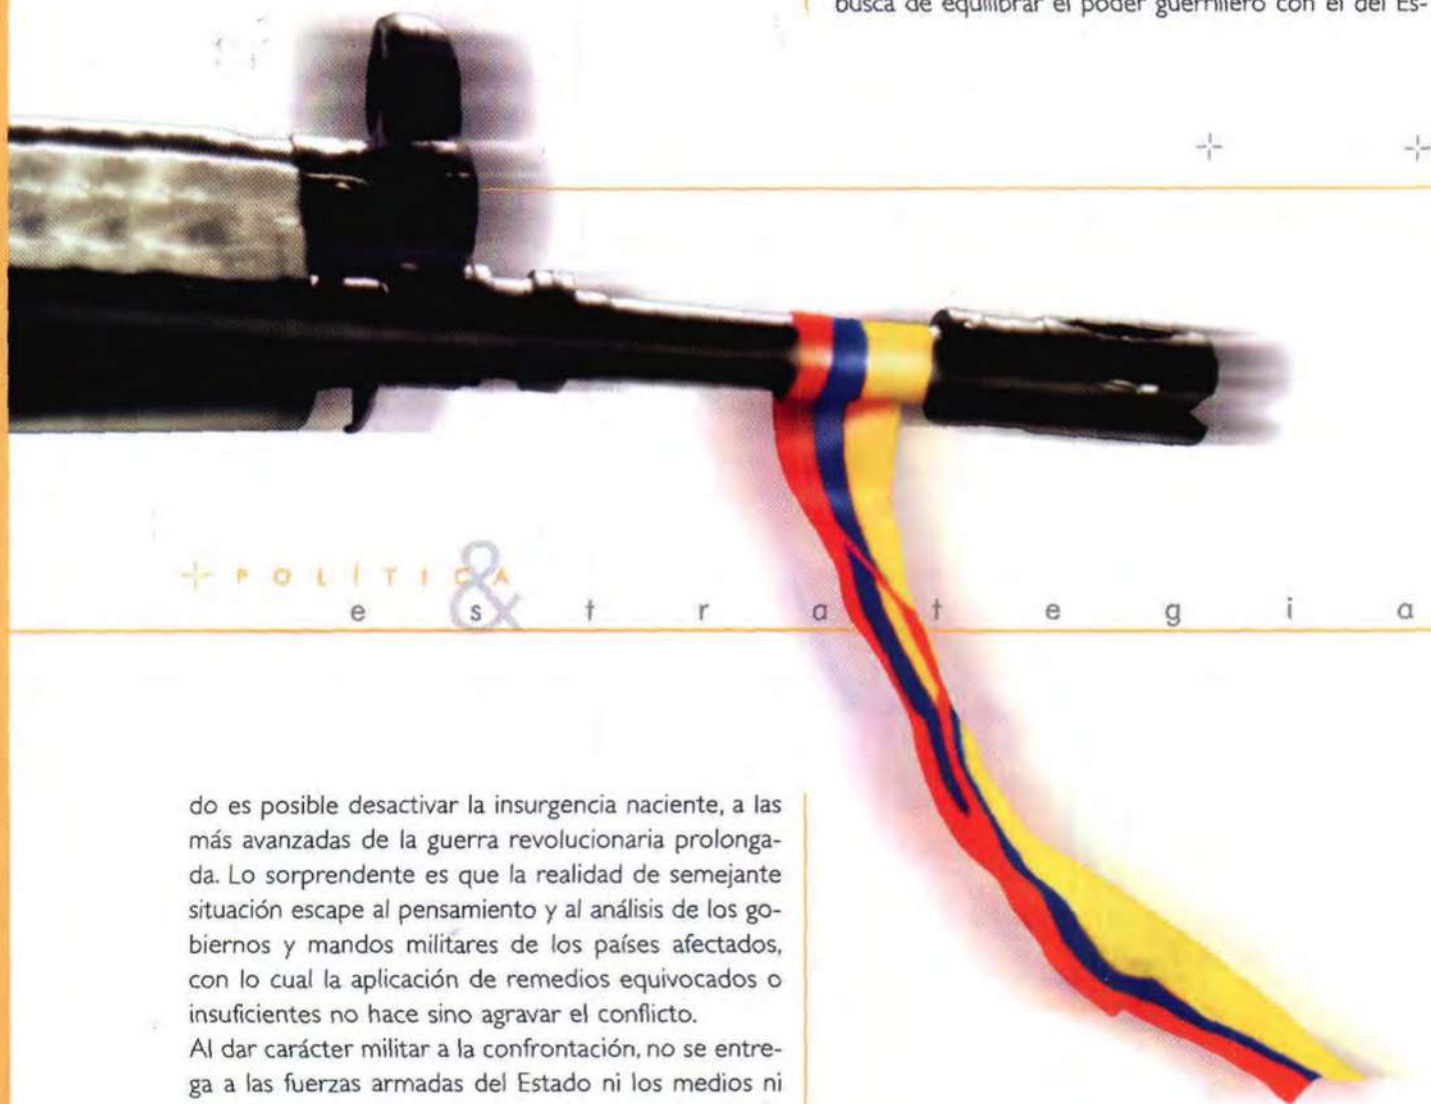 busca de equilibrar el poder guerrillero con el del Es-
POLÍTICA
&
estrategia
do es posible desactivar la insurgencia naciente, a las
más avanzadas de la guerra revolucionaria prolonga-
da. Lo sorprendente es que la realidad de semejante
situación escape al pensamiento y al análisis de los go-
biernos y mandos militares de los países afectados,
con lo cual la aplicación de remedios equivocados o
insuficientes no hace sino agravar el conflicto.
Al dar carácter militar a la confrontación, no se entre-
ga a las fuerzas armadas del Estado ni los medios ni